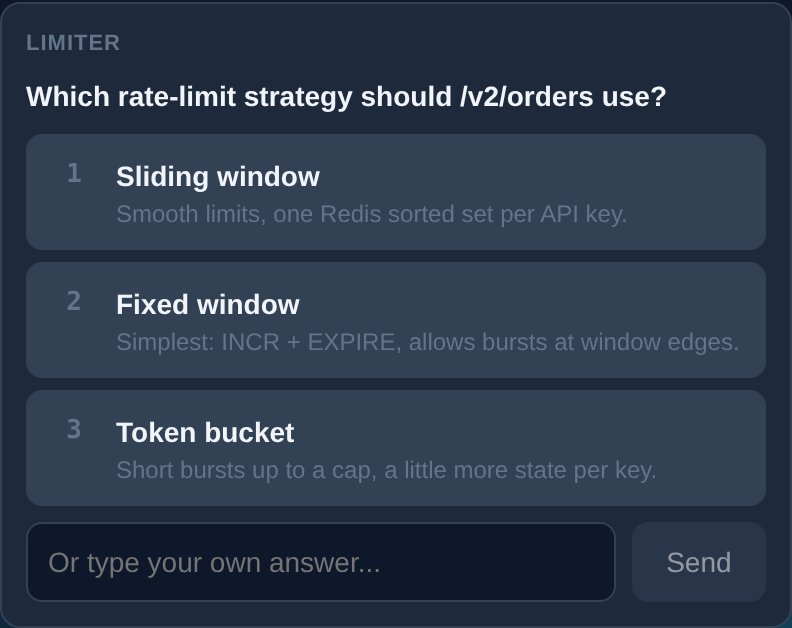 LIMITER
Which rate-limit strategy should /v2/orders use?
1 Sliding window
Smooth limits, one Redis sorted set per API key.
2 Fixed window
Simplest: INCR + EXPIRE, allows bursts at window edges.
3 Token bucket
Short bursts up to a cap, a little more state per key.
Or type your own answer... Send